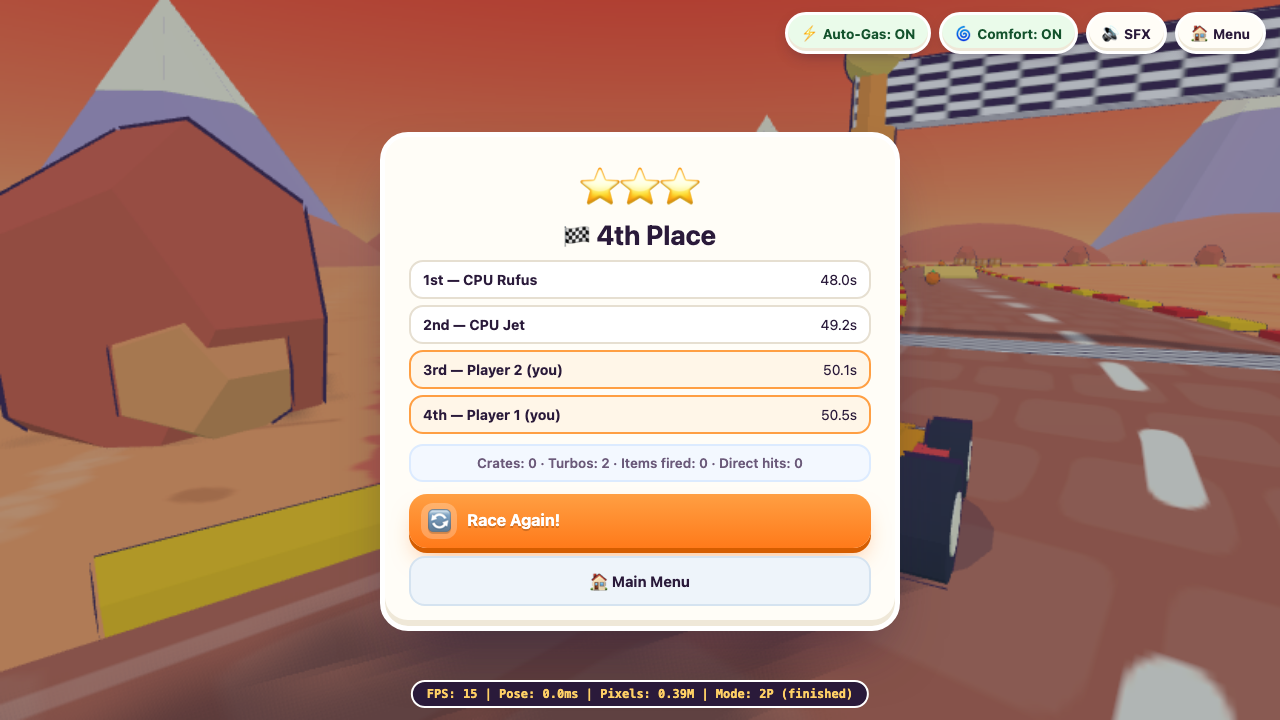 Auto-Gas: ON
Comfort: ON
SFX
Menu
4th Place
1st — CPU Rufus 48.0s
2nd — CPU Jet 49.2s
3rd — Player 2 (you) 50.1s
4th — Player 1 (you) 50.5s
Crates: 0 · Turbos: 2 · Items fired: 0 · Direct hits: 0
Race Again!
Main Menu
FPS: 15 | Pose: 0.0ms | Pixels: 0.39M | Mode: 2P (finished)